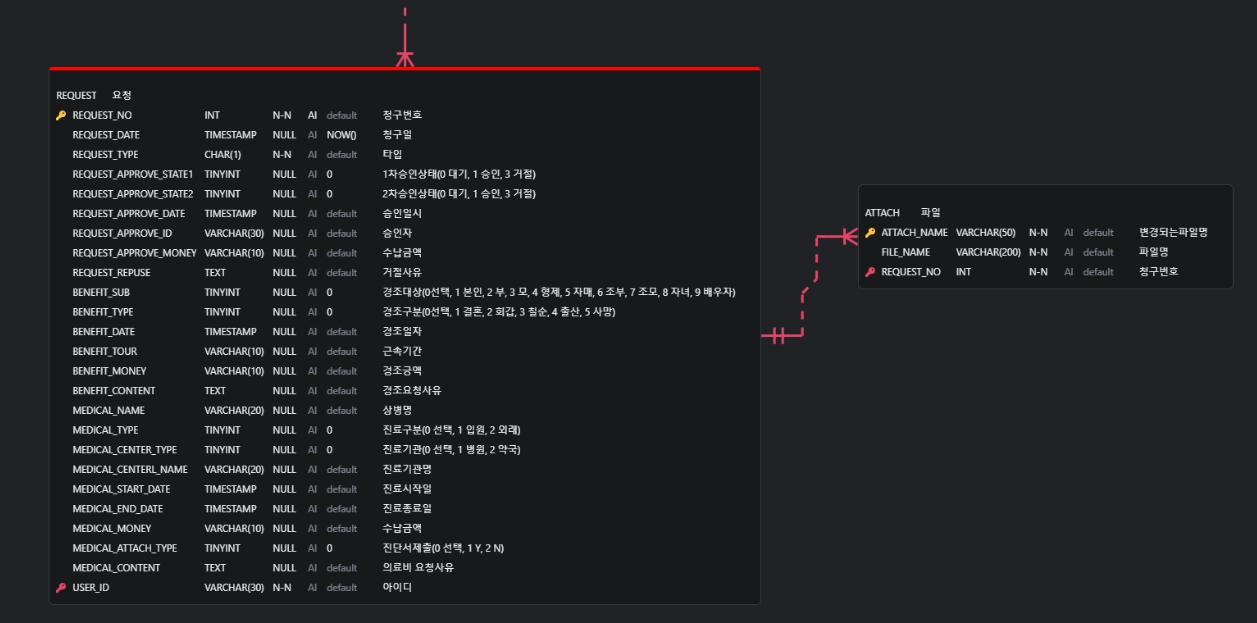 REQUEST 요청
REQUEST_NO INT N-N AI default 청구번호
REQUEST_DATE TIMESTAMP NULL AI NOW() 청구일
REQUEST_TYPE CHAR(1) N-N AI default 타입
REQUEST_APPROVE_STATE1 TINYINT NULL AI 0 1차승인상태(0 대기, 1 승인, 3 거절)
REQUEST_APPROVE_STATE2 TINYINT NULL AI 0 2차승인상태(0 대기, 1 승인, 3 거절)
REQUEST_APPROVE_DATE TIMESTAMP NULL AI default 승인일시
REQUEST_APPROVE_ID VARCHAR(30) NULL AI default 승인자
REQUEST_APPROVE_MONEY VARCHAR(10) NULL AI default 수납금액
REQUEST_REPUSE TEXT NULL AI default 거절사유
BENEFIT_SUB TINYINT NULL AI 0 경조대상(0선택, 1 본인, 2 부, 3 모, 4 형제, 5 자매, 6 조부, 7 조모, 8 자녀, 9 배우자)
BENEFIT_TYPE TINYINT NULL AI 0 경조구분(0선택, 1 결혼, 2 회갑, 3 칠순, 4 출산, 5 사망)
BENEFIT_DATE TIMESTAMP NULL AI default 경조일자
BENEFIT_TOUR VARCHAR(10) NULL AI default 근속기간
BENEFIT_MONEY VARCHAR(10) NULL AI default 경조긍액
BENEFIT_CONTENT TEXT NULL AI default 경조요청사유
MEDICAL_NAME VARCHAR(20) NULL AI default 상병명
MEDICAL_TYPE TINYINT NULL AI 0 진료구분(0 선택, 1 입원, 2 외래)
MEDICAL_CENTER_TYPE TINYINT NULL AI 0 진료기관(0 선택, 1 병원, 2 약국)
MEDICAL_CENTERL_NAME VARCHAR(20) NULL AI default 진료기관명
MEDICAL_START_DATE TIMESTAMP NULL AI default 진료시작일
MEDICAL_END_DATE TIMESTAMP NULL AI default 진료종료일
MEDICAL_MONEY VARCHAR(10) NULL AI default 수납금액
MEDICAL_ATTACH_TYPE TINYINT NULL AI 0 진단서제출(0 선택, 1 Y, 2 N)
MEDICAL_CONTENT TEXT NULL AI default 의료비 요청사유
USER_ID VARCHAR(30) N-N AI default 아이디
ATTACH 파일
ATTACH_NAME VARCHAR(50) N-N AI default 변경되는파일명
FILE_NAME VARCHAR(200) N-N AI default 파일명
REQUEST_NO INT N-N AI default 청구번호